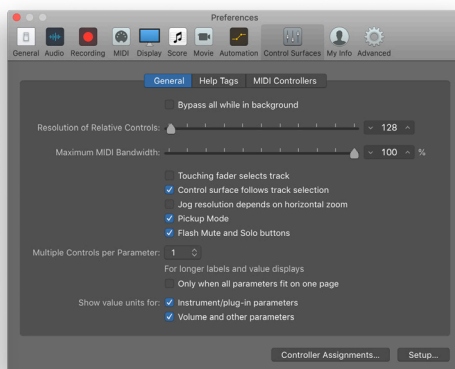 Preferences
General Audio Recording MIDI Display Score Movie Automation Control Surfaces My Info Advanced
General Help Tags MIDI Controllers
Bypass all while in background
Resolution of Relative Controls: 128
Maximum MIDI Bandwidth: 100 %
Touching fader selects track
Control surface follows track selection
Jog resolution depends on horizontal zoom
Pickup Mode
Flash Mute and Solo buttons
Multiple Controls per Parameter: 1
For longer labels and value displays
Only when all parameters fit on one page
Show value units for: Instrument/plug-in parameters
Volume and other parameters
Controller Assignments... Setup...